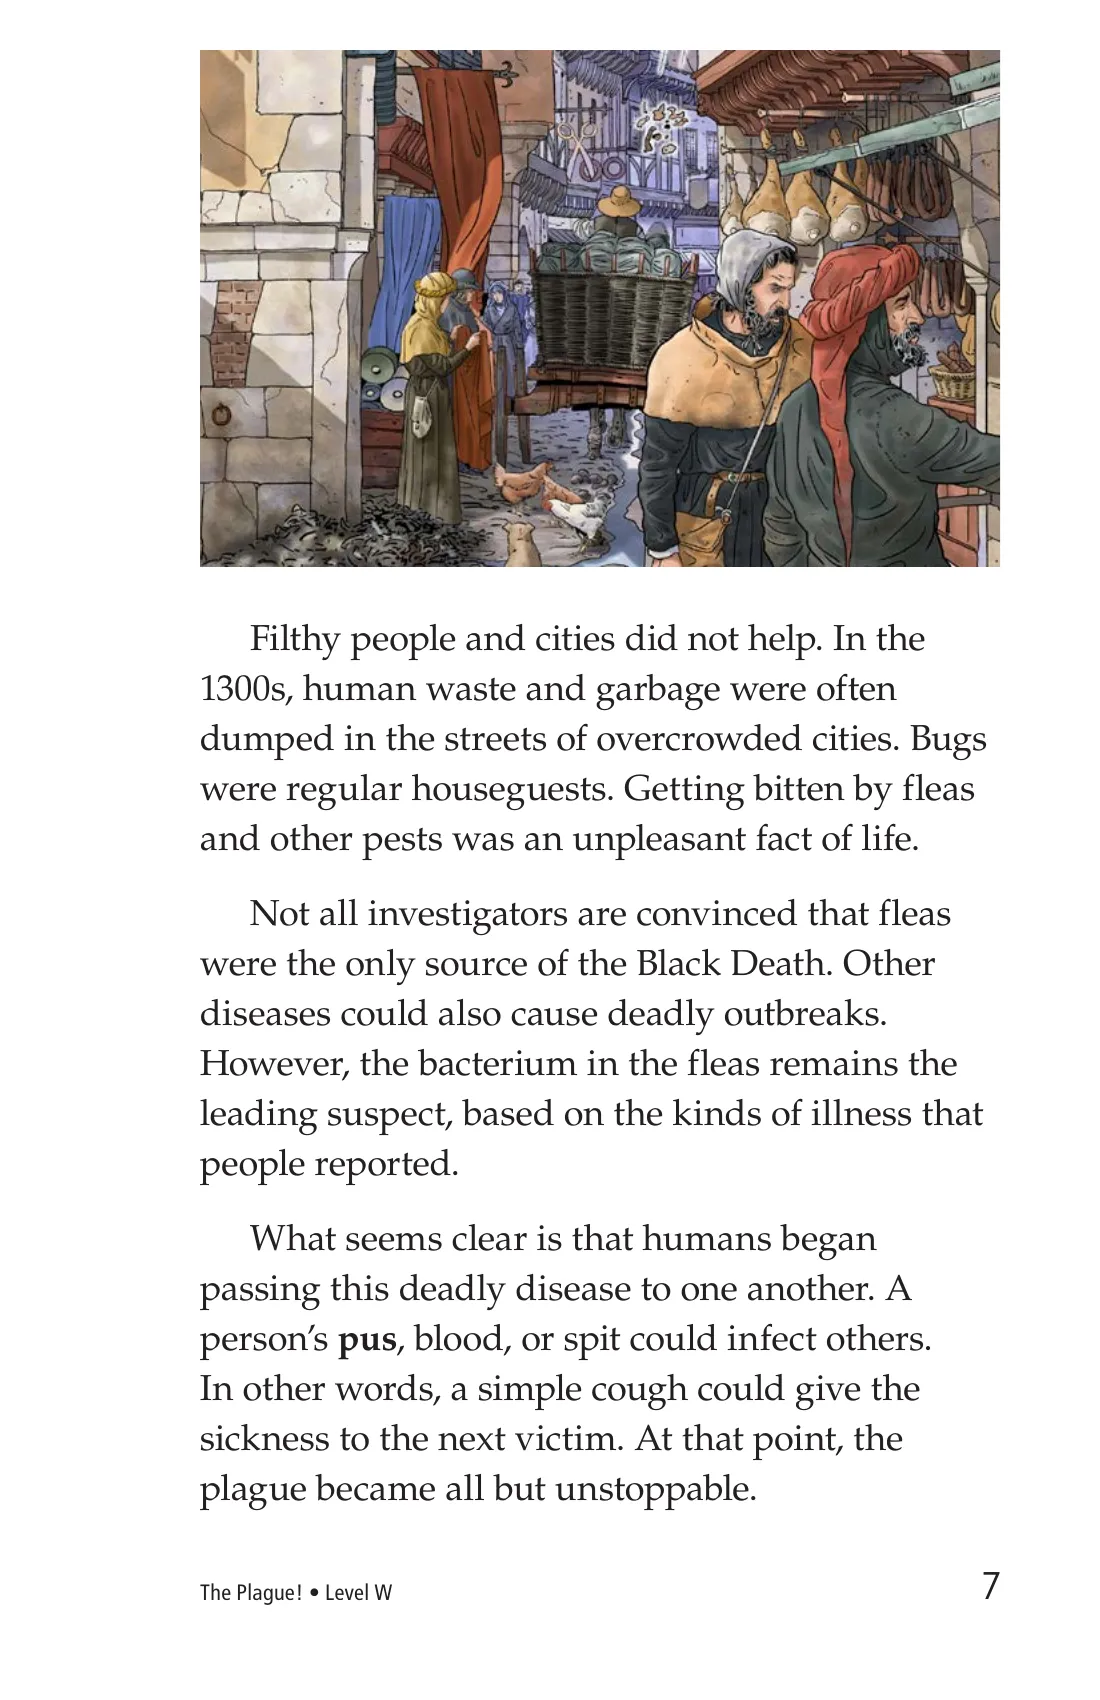 Filthy people and cities did not help. In the
1300s, human waste and garbage were often
dumped in the streets of overcrowded cities. Bugs
were regular houseguests. Getting bitten by fleas
and other pests was an unpleasant fact of life.
Not all investigators are convinced that fleas
were the only source of the Black Death. Other
diseases could also cause deadly outbreaks.
However, the bacterium in the fleas remains the
leading suspect, based on the kinds of illness that
people reported.
What seems clear is that humans began
passing this deadly disease to one another. A
person’s pus, blood, or spit could infect others.
In other words, a simple cough could give the
sickness to the next victim. At that point, the
plague became all but unstoppable.
The Plague! • Level W 7